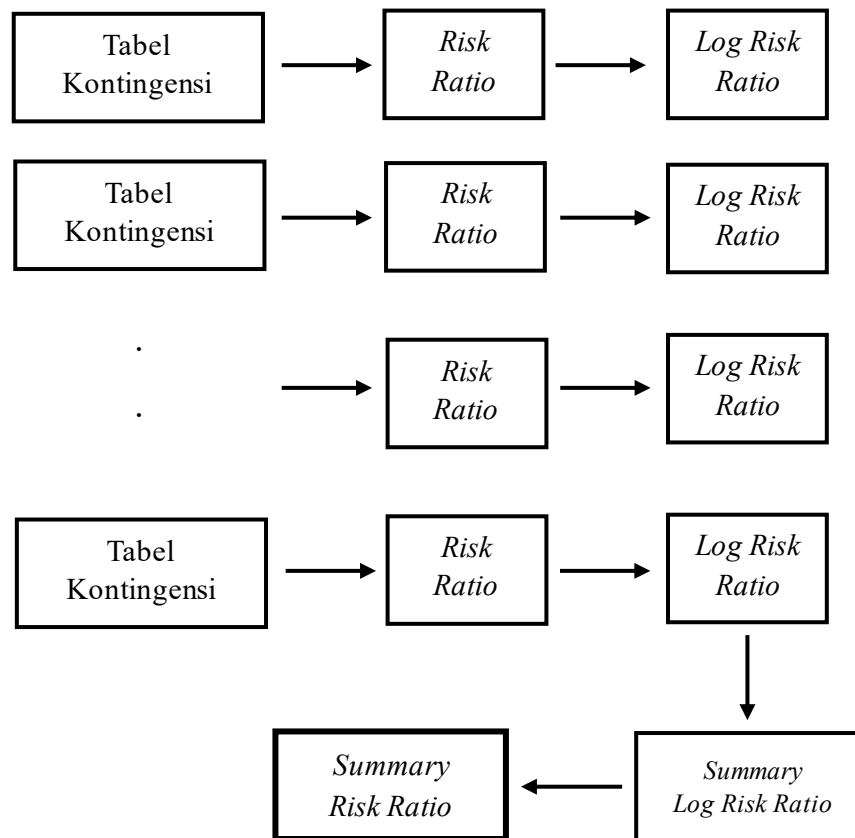 Tabel
Kontingensi
Risk
Ratio
Log Risk
Ratio
Tabel
Kontingensi
Risk
Ratio
Log Risk
Ratio
.
.
Risk
Ratio
Log Risk
Ratio
Tabel
Kontingensi
Risk
Ratio
Log Risk
Ratio
Summary
Risk Ratio
Summary
Log Risk Ratio